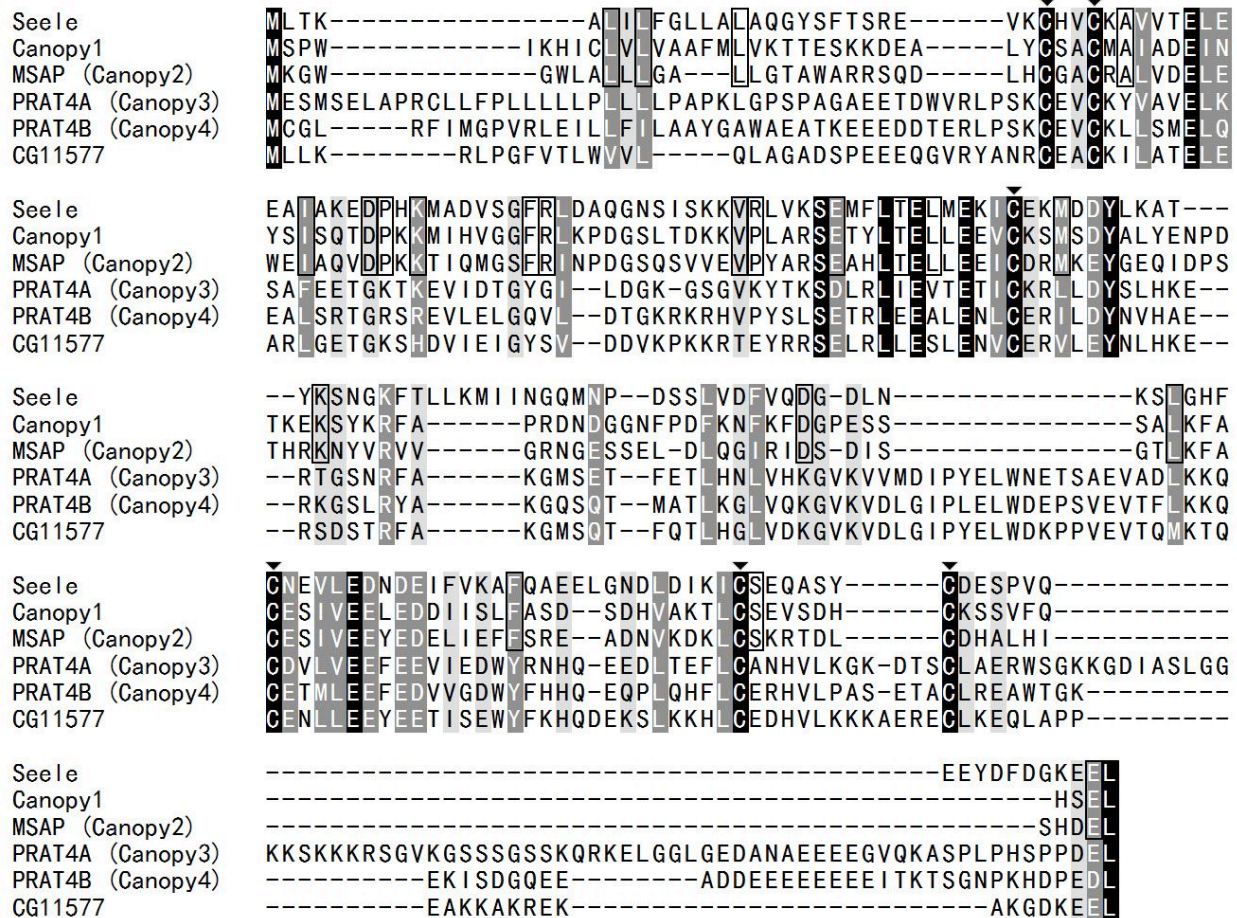 Seele MLTK----------------ALILFGLLALAQGYSFTSRE------VKCHVCKAVVTELE
Canopy1 MSPW------------IKHICLVLVAAFMLVKTTESKKDEA-----LYCSACMAIADEIN
MSAP (Canopy2) MKGW-------------GWLALLLGA---LLGTAWARRSQD-----LHCGACRALVDELE
PRAT4A (Canopy3) MESMSELAPRCLLFPLLLLLPLLLLPAPKLGPSPAGAEETDWVRLPSKCEVCKYVAVELK
PRAT4B (Canopy4) MCGL-----RFIMGPVRLEILLFILAAYGAWAEATKEEEDDTERLPSKCEVCKLLSMELQ
CG11577 MLLK--------RLPGFVTLWVVL-----QLAGADSPEEEQGVRYANRCEACKILATELE
Seele EAIAKEDPHKMADVSGFRLDAQGNSISKKVRLVKSEMFLTELMEKICEKMDDYLKAT---
Canopy1 YSISQTDPKKMIHVGGFRLKPDGSLTDKKVPLARSETYLTELLEEVCKSMSDYALYENPD
MSAP (Canopy2) WEIAQVDPKKTIQMGSFRINPDGSQSVVEVPYARSEAHLTELLEEICDRMKEYGEQIDPS
PRAT4A (Canopy3) SAFEETGKTKEVIDTGYGI--LDGK-GSGVKYTKSDLRLIEVTETICKRLLDYSLHKE--
PRAT4B (Canopy4) EALSRTGRSREVLELGQVL--DTGKRKRHVPYSLSETRLEEALENLCERILDYNVHAE--
CG11577 ARLGETGKSHDVIEIGYSV--DDVKPKKRTEYRRSELRLLESLENVCERVLEYNLHKE--
Seele --YKSNGKFTLLKMIINGQMNP--DSSLVDFVQDG-DLN---------------KSLGHF
Canopy1 TKEKSYKRFA------PRDNDGGNFPDFKNFKFDGPESS---------------SALKFA
MSAP (Canopy2) THRKNYVRVV------GRNGESSEL-DLQGIRIDS-DIS---------------GTLKFA
PRAT4A (Canopy3) --RTGSNRFA------KGMSET--FETLHNLVHKGVKVVMDIPYELWNETSAEVADLKKQ
PRAT4B (Canopy4) --RKGSLRYA------KGQSQT--MATLKGLVQKGVKVDLGIPLELWDEPSVEVTFLKKQ
CG11577 --RSDSTRFA------KGMSQT--FQTLHGLVDKGVKVDLGIPYELWDKPPVEVTQMKTQ
Seele CNEVLEDNDEIFVKAFQAEELGNDLDIKICSEQASY------CDESPVQ-----------
Canopy1 CESIVEELEDDIISLFASD--SDHVAKTLCSEVSDH------CKSSVFQ-----------
MSAP (Canopy2) CESIVEEYEDELIEFFSRE--ADNVKDKLCSKRTDL------CDHALHI-----------
PRAT4A (Canopy3) CDVLVEEFEEVIEDWYRNHQ-EEDLTEFLCANHVLKGK-DTSCLAERWSGKKGDIASLGG
PRAT4B (Canopy4) CETMLEEFEDVVGDWYFHHQ-EQPLQHFLCERHVLPAS-ETACLREAWTGK---------
CG11577 CENLLEEYEETISEWYFKHQDEKSLKKHLCEDHVLKKKAERECLKEQLAPP---------
Seele ------------------------------------------EEYDFDGKEEL
Canopy1 -------------------------------------------------HSEL
MSAP (Canopy2) ------------------------------------------------SHDEL
PRAT4A (Canopy3) KKSKKKRSGVKGSSSGSSKQRKELGGLGEDANAEEEEGVQKASPLPHSPPDEL
PRAT4B (Canopy4) ----------EKISDGQEE--------ADDEEEEEEEEITKTSGNPKHDPEDL
CG11577 ----------EAKKAKREK--------------------------AKGDKEEL